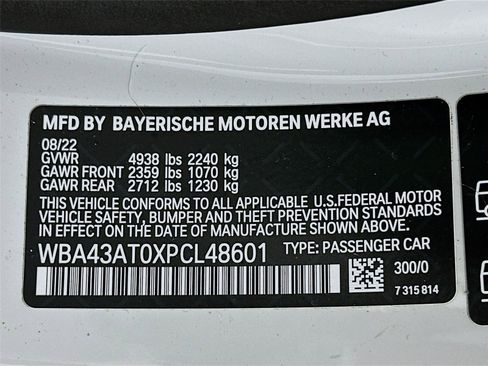 MFD BY BAYERISCHE MOTOREN WERKE AG
08/22
GVWR 4938 lbs 2240 kg
GAWR FRONT 2359 lbs 1070 kg
GAWR REAR 2712 lbs 1230 kg
THIS VEHICLE CONFORMS TO ALL APPLICABLE U.S.FEDERAL MOTOR
VEHICLE SAFETY, BUMPER, AND THEFT PREVENTION STANDARDS
IN EFFECT ON THE DATE OF MANUFACTURE SHOWN ABOVE.
WBA43AT0XPCL48601 TYPE: PASSENGER CAR
300/0
7 315 814